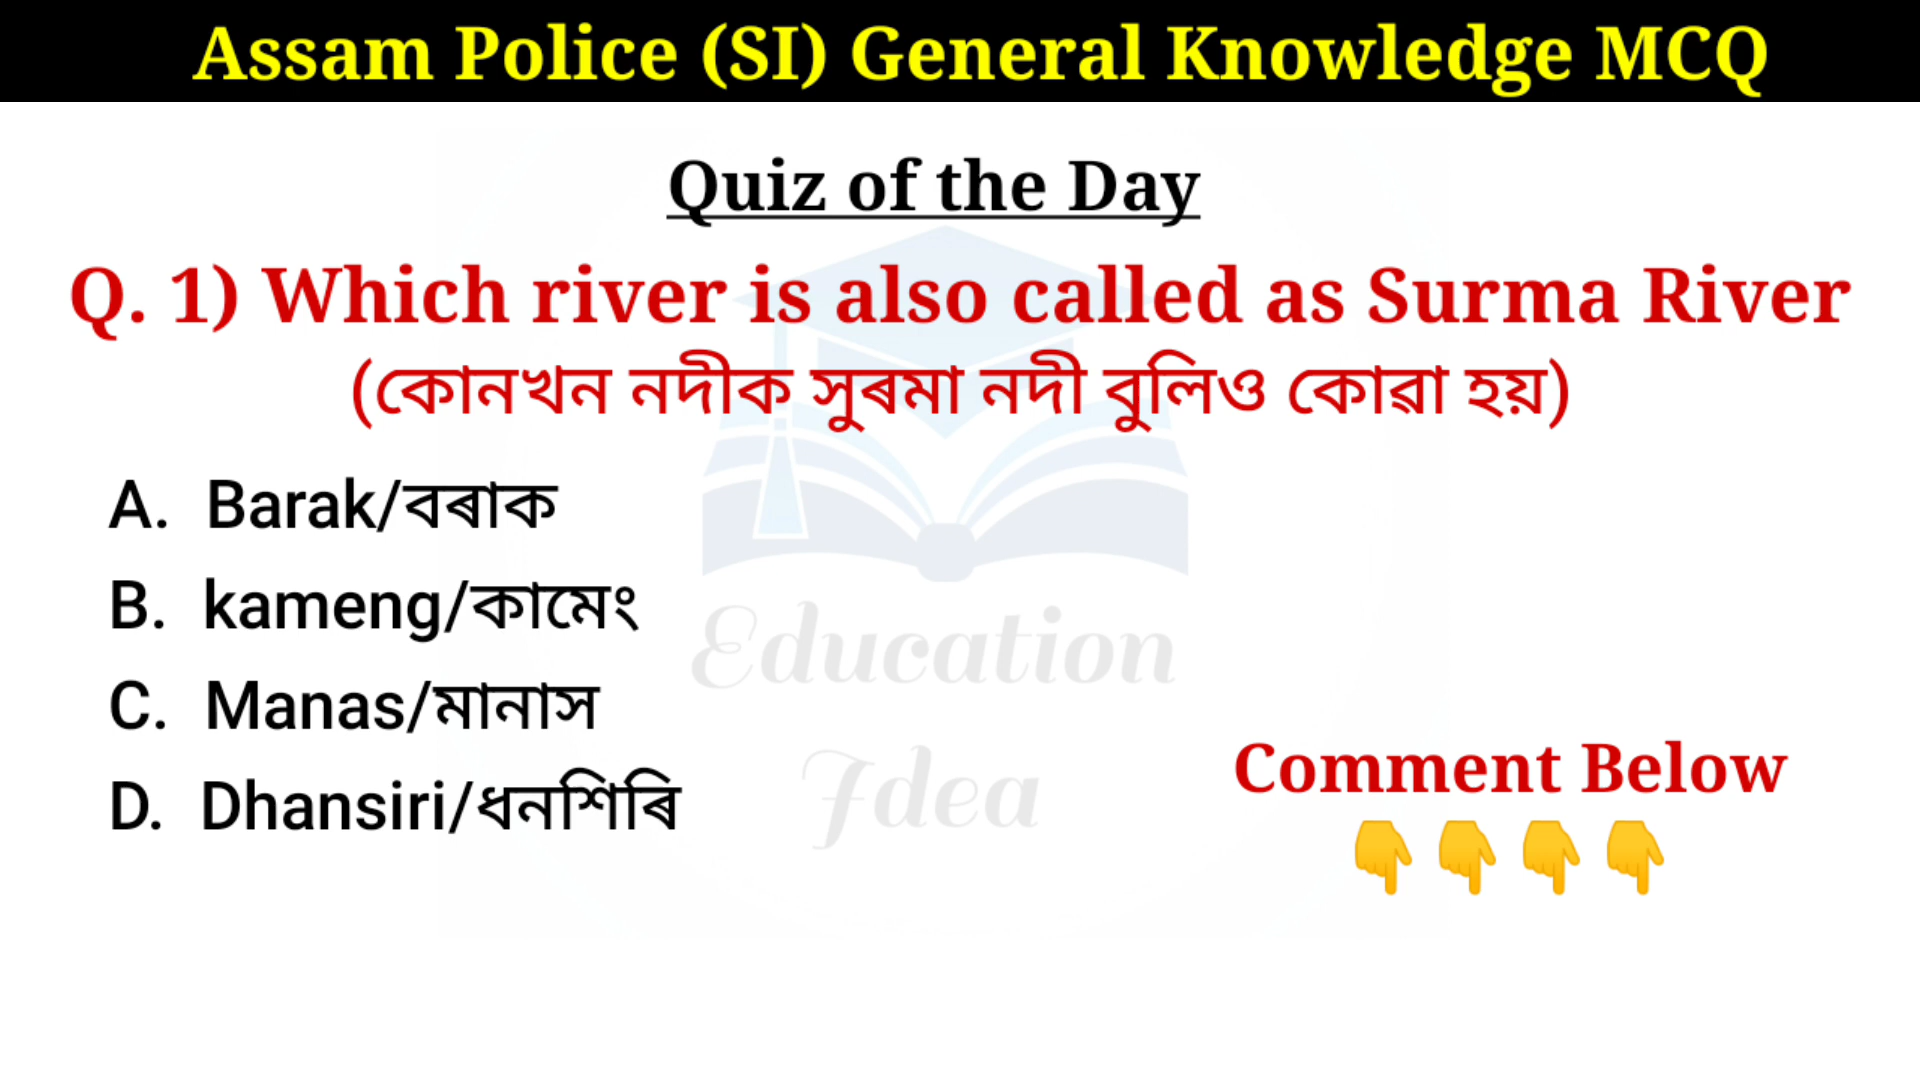 Assam Police (SI) General Knowledge MCQ
Quiz of the Day
Q. 1) Which river is also called as Surma River
(কোনখন নদীক সুৰমা নদী বুলিও কোৱা হয়)
A. Barak/বৰাক
B. kameng/কামেং
C. Manas/মানাস
D. Dhansiri/ধনশিৰি
Education
Idea
Comment Below